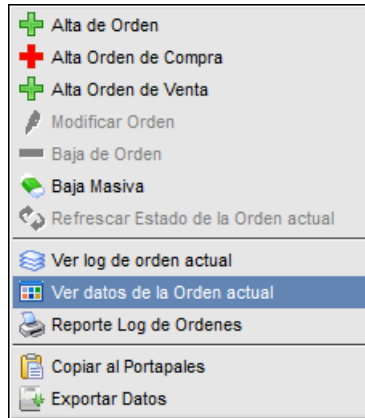 Alta de Orden
Alta Orden de Compra
Alta Orden de Venta
Modificar Orden
Baja de Orden
Baja Masiva
Refrescar Estado de la Orden actual
Ver log de orden actual
Ver datos de la Orden actual
Reporte Log de Ordenes
Copiar al Portapales
Exportar Datos